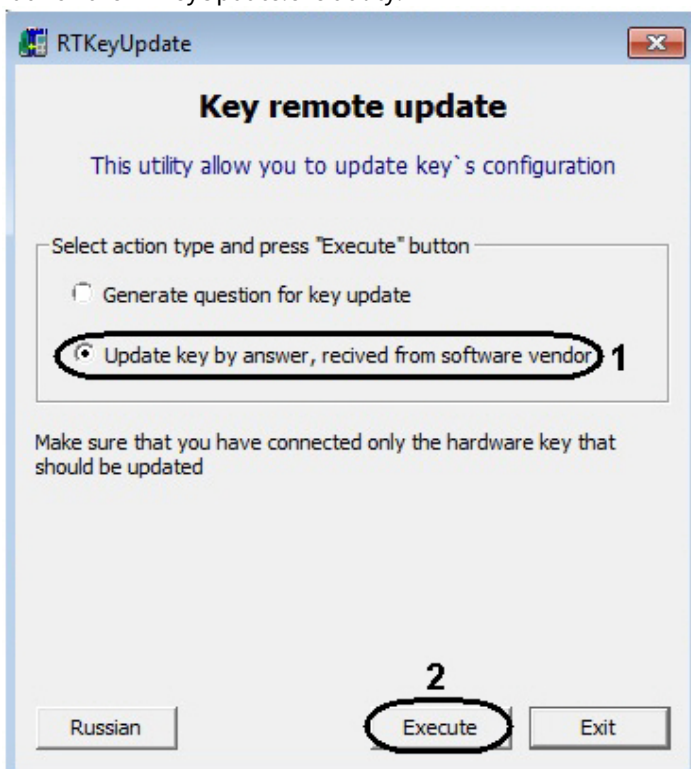 RTKeyUpdate
Key remote update
This utility allow you to update key`s configuration
Select action type and press "Execute" button
Generate question for key update
Update key by answer, recived from software vendor 1
Make sure that you have connected only the hardware key that
should be updated
2
Russian Execute Exit